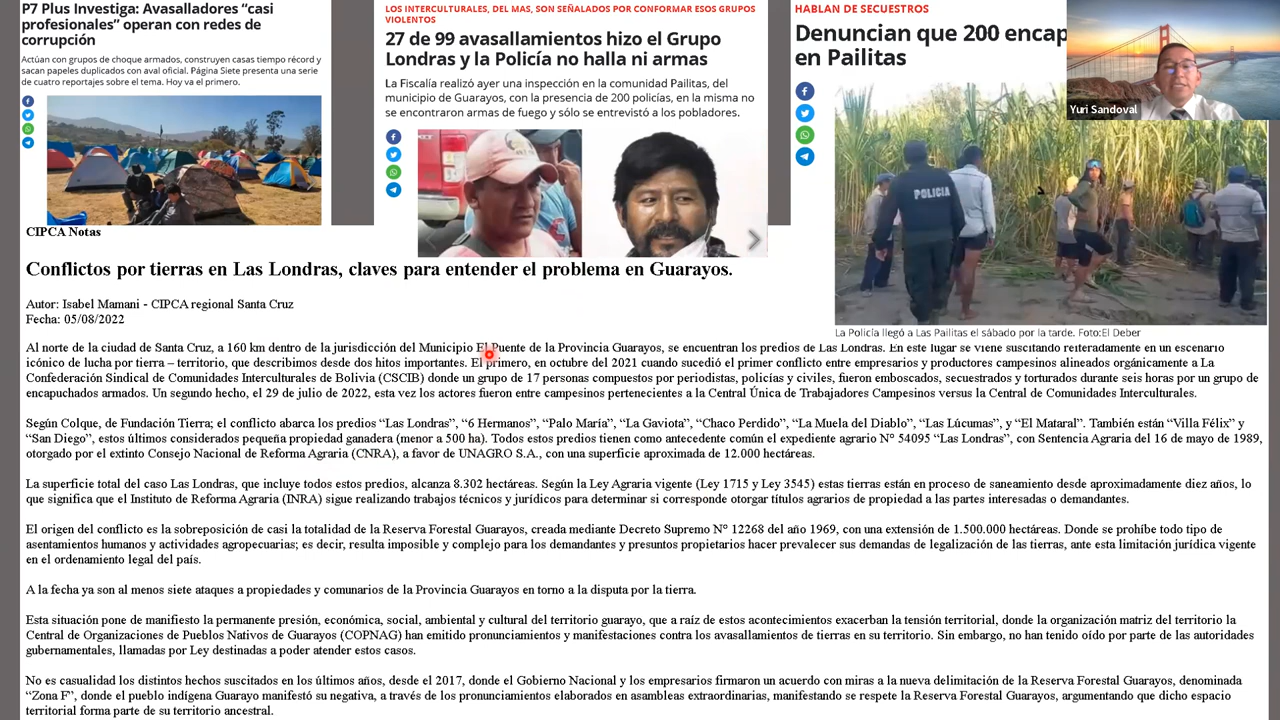 P7 Plus Investiga: Avasalladores “casi
profesionales” operan con redes de
corrupción
Actúan con grupos de choque armados, construyen casas tiempo récord y
sacan papeles duplicados con aval oficial. Página Siete presenta una serie
de cuatro reportajes sobre el tema. Hoy va el primero.
LOS INTERCULTURALES, DEL MAS, SON SEÑALADOS POR CONFORMAR ESOS GRUPOS
VIOLENTOS
27 de 99 avasallamientos hizo el Grupo
Londras y la Policía no halla ni armas
La Fiscalía realizó ayer una inspección en la comunidad Pailitas, del
municipio de Guarayos, con la presencia de 200 policías, en la misma no
se encontraron armas de fuego y sólo se entrevistó a los pobladores.
HABLAN DE SECUESTROS
Denuncian que 200 encap
en Pailitas
Yuri Sandoval
POLICIA
La Policía llegó a Las Pailitas el sábado por la tarde. Foto:El Deber
CIPCA Notas
Conflictos por tierras en Las Londras, claves para entender el problema en Guarayos.
Autor: Isabel Mamani - CIPCA regional Santa Cruz
Fecha: 05/08/2022
Al norte de la ciudad de Santa Cruz, a 160 km dentro de la jurisdicción del Municipio El Puente de la Provincia Guarayos, se encuentran los predios de Las Londras. En este lugar se viene suscitando reiteradamente en un escenario
icónico de lucha por tierra – territorio, que describimos desde dos hitos importantes. El primero, en octubre del 2021 cuando sucedió el primer conflicto entre empresarios y productores campesinos alineados orgánicamente a La
Confederación Sindical de Comunidades Interculturales de Bolivia (CSCIB) donde un grupo de 17 personas compuestos por periodistas, policías y civiles, fueron emboscados, secuestrados y torturados durante seis horas por un grupo de
encapuchados armados. Un segundo hecho, el 29 de julio de 2022, esta vez los actores fueron entre campesinos pertenecientes a la Central Única de Trabajadores Campesinos versus la Central de Comunidades Interculturales.
Según Colque, de Fundación Tierra; el conflicto abarca los predios “Las Londras”, “6 Hermanos”, “Palo María”, “La Gaviota”, “Chaco Perdido”, “La Muela del Diablo”, “Las Lúcumas”, y “El Mataral”. También están “Villa Félix” y
“San Diego”, estos últimos considerados pequeña propiedad ganadera (menor a 500 ha). Todos estos predios tienen como antecedente común el expediente agrario N° 54095 “Las Londras”, con Sentencia Agraria del 16 de mayo de 1989,
otorgado por el extinto Consejo Nacional de Reforma Agraria (CNRA), a favor de UNAGRO S.A., con una superficie aproximada de 12.000 hectáreas.
La superficie total del caso Las Londras, que incluye todos estos predios, alcanza 8.302 hectáreas. Según la Ley Agraria vigente (Ley 1715 y Ley 3545) estas tierras están en proceso de saneamiento desde aproximadamente diez años, lo
que significa que el Instituto de Reforma Agraria (INRA) sigue realizando trabajos técnicos y jurídicos para determinar si corresponde otorgar títulos agrarios de propiedad a las partes interesadas o demandantes.
El origen del conflicto es la sobreposición de casi la totalidad de la Reserva Forestal Guarayos, creada mediante Decreto Supremo N° 12268 del año 1969, con una extensión de 1.500.000 hectáreas. Donde se prohíbe todo tipo de
asentamientos humanos y actividades agropecuarias; es decir, resulta imposible y complejo para los demandantes y presuntos propietarios hacer prevalecer sus demandas de legalización de las tierras, ante esta limitación jurídica vigente
en el ordenamiento legal del país.
A la fecha ya son al menos siete ataques a propiedades y comunarios de la Provincia Guarayos en torno a la disputa por la tierra.
Esta situación pone de manifiesto la permanente presión, económica, social, ambiental y cultural del territorio guarayo, que a raíz de estos acontecimientos exacerban la tensión territorial, donde la organización matriz del territorio la
Central de Organizaciones de Pueblos Nativos de Guarayos (COPNAG) han emitido pronunciamientos y manifestaciones contra los avasallamientos de tierras en su territorio. Sin embargo, no han tenido oído por parte de las autoridades
gubernamentales, llamadas por Ley destinadas a poder atender estos casos.
No es casualidad los distintos hechos suscitados en los últimos años, desde el 2017, donde el Gobierno Nacional y los empresarios firmaron un acuerdo con miras a la nueva delimitación de la Reserva Forestal Guarayos, denominada
“Zona F”, donde el pueblo indígena Guarayo manifestó su negativa, a través de los pronunciamientos elaborados en asambleas extraordinarias, manifestando se respete la Reserva Forestal Guarayos, argumentando que dicho espacio
territorial forma parte de su territorio ancestral.